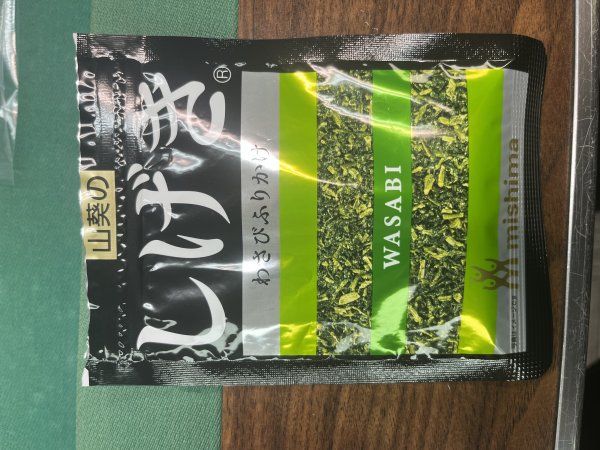 山葵の
しげき®
わさびふりかけ
WASABI
mishima